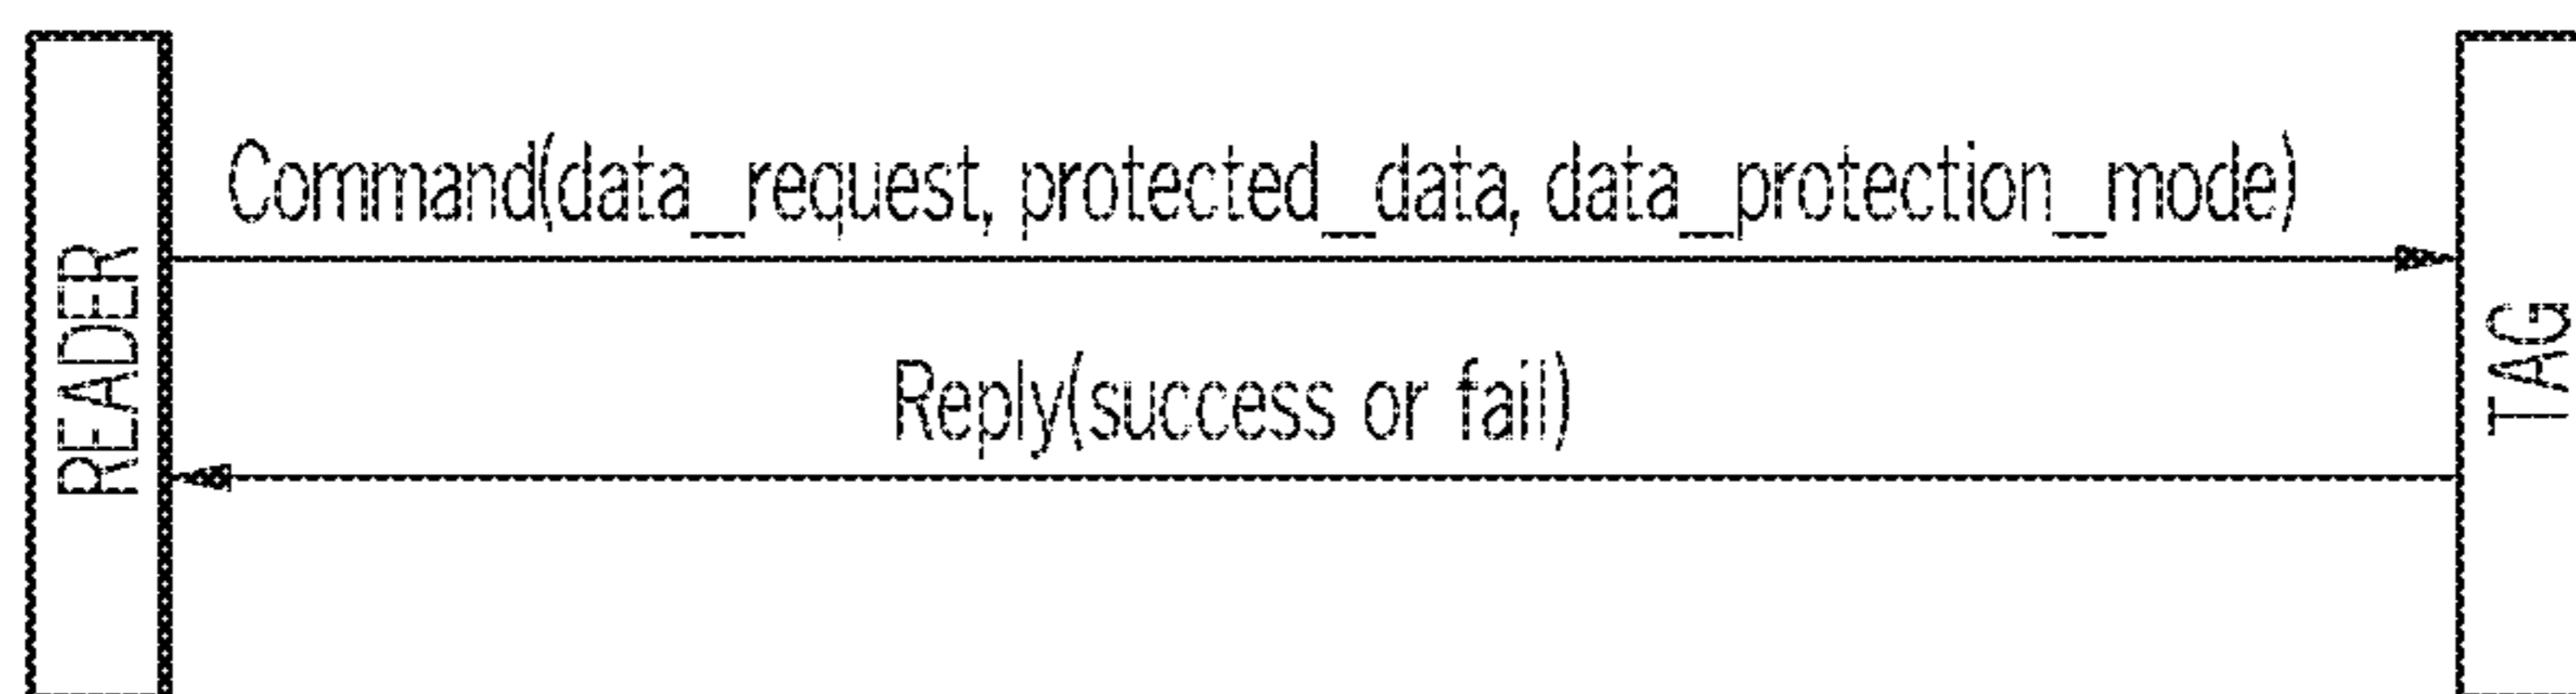 READER
Command(data_request, protected_data, data_protection_mode)
Reply(success or fail)
TAG